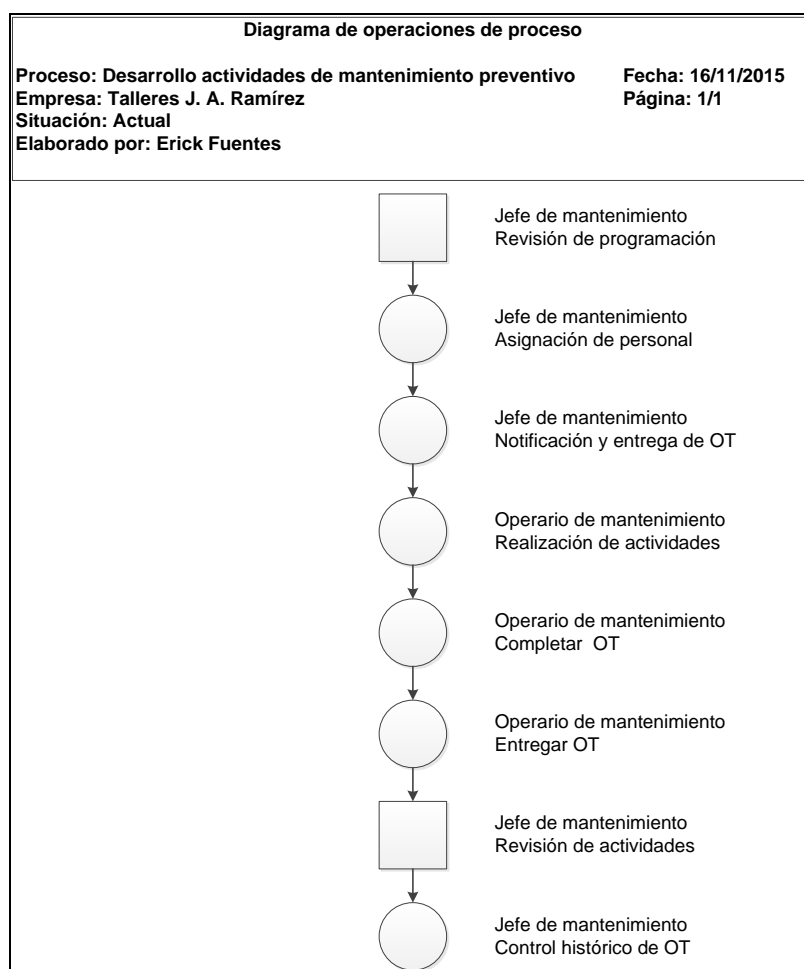 Diagrama de operaciones de proceso
Proceso: Desarrollo actividades de mantenimiento preventivo Fecha: 16/11/2015
Empresa: Talleres J. A. Ramírez Página: 1/1
Situación: Actual
Elaborado por: Erick Fuentes
Jefe de mantenimiento
Revisión de programación
Jefe de mantenimiento
Asignación de personal
Jefe de mantenimiento
Notificación y entrega de OT
Operario de mantenimiento
Realización de actividades
Operario de mantenimiento
Completar OT
Operario de mantenimiento
Entregar OT
Jefe de mantenimiento
Revisión de actividades
Jefe de mantenimiento
Control histórico de OT